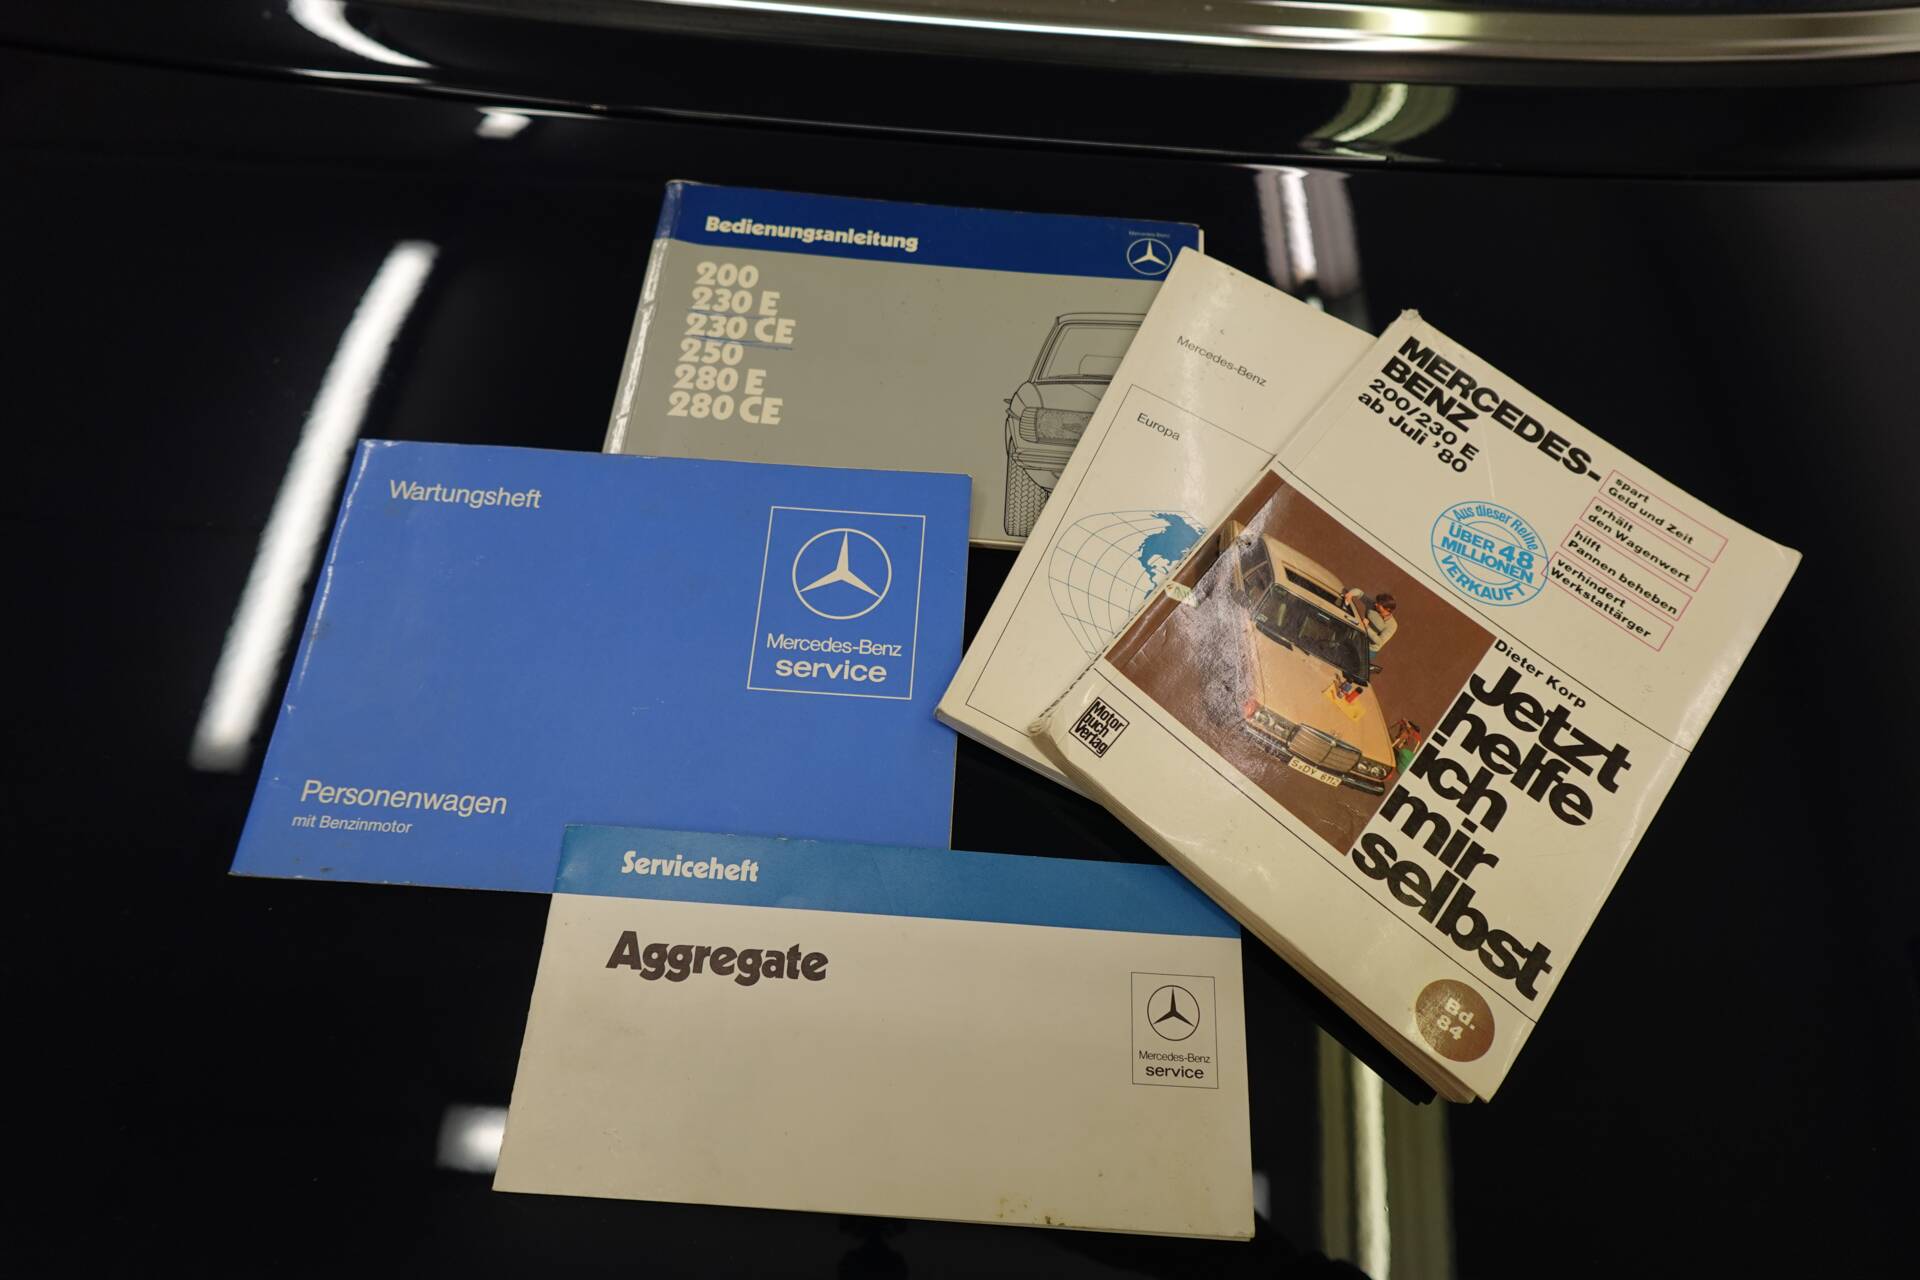 Bedienungsanleitung
Mercedes-Benz
200
230 E
230 CE
250
280 E
280 CE
Mercedes-Benz
Europa
MERCEDES-
BENZ
200/230 E
ab Juli '80
spart
Geld und Zeit
erhält
den Wagenwert
hilft
Pannen beheben
verhindert
Werkstattärger
Aus dieser Reihe
ÜBER 48
MILLIONEN
VERKAUFT
Dieter Korp
Jetzt
helfe
ich
mir
selbst
S-DY 6112
Motor
buch
Verlag
Bd.
84
Wartungsheft
Mercedes-Benz
service
Personenwagen
mit Benzinmotor
Serviceheft
Aggregate
Mercedes-Benz
service